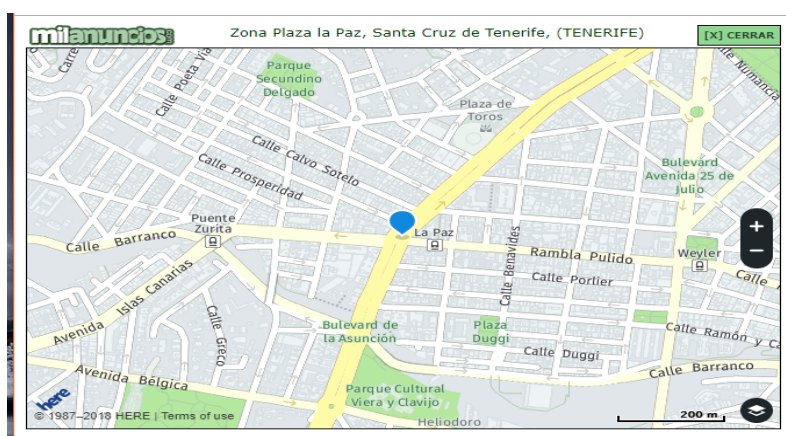 milanuncios.com
Zona Plaza la Paz, Santa Cruz de Tenerife, (TENERIFE)
[X] CERRAR
Calle Poeta Via
Parque
Secundino
Delgado
Calle Numancia
Plaza de
Toros
Calle Calvo Sotelo
Calle Prosperidad
Bulevard
Avenida 25 de
Julio
Puente
Zurita
La Paz
Calle Barranco
Calle Benavides
Rambla Pulido
Weyler
+
−
Calle Portier
Calle
Avenida Islas Canarias
Calle Greco
Bulevard de
la Asunción
Plaza
Duggi
Calle Ramón y Ca
Calle Duggi
Calle Barranco
Avenida Bélgica
Parque Cultural
Viera y Clavijo
Heliodoro
here
© 1987–2018 HERE | Terms of use
200 m